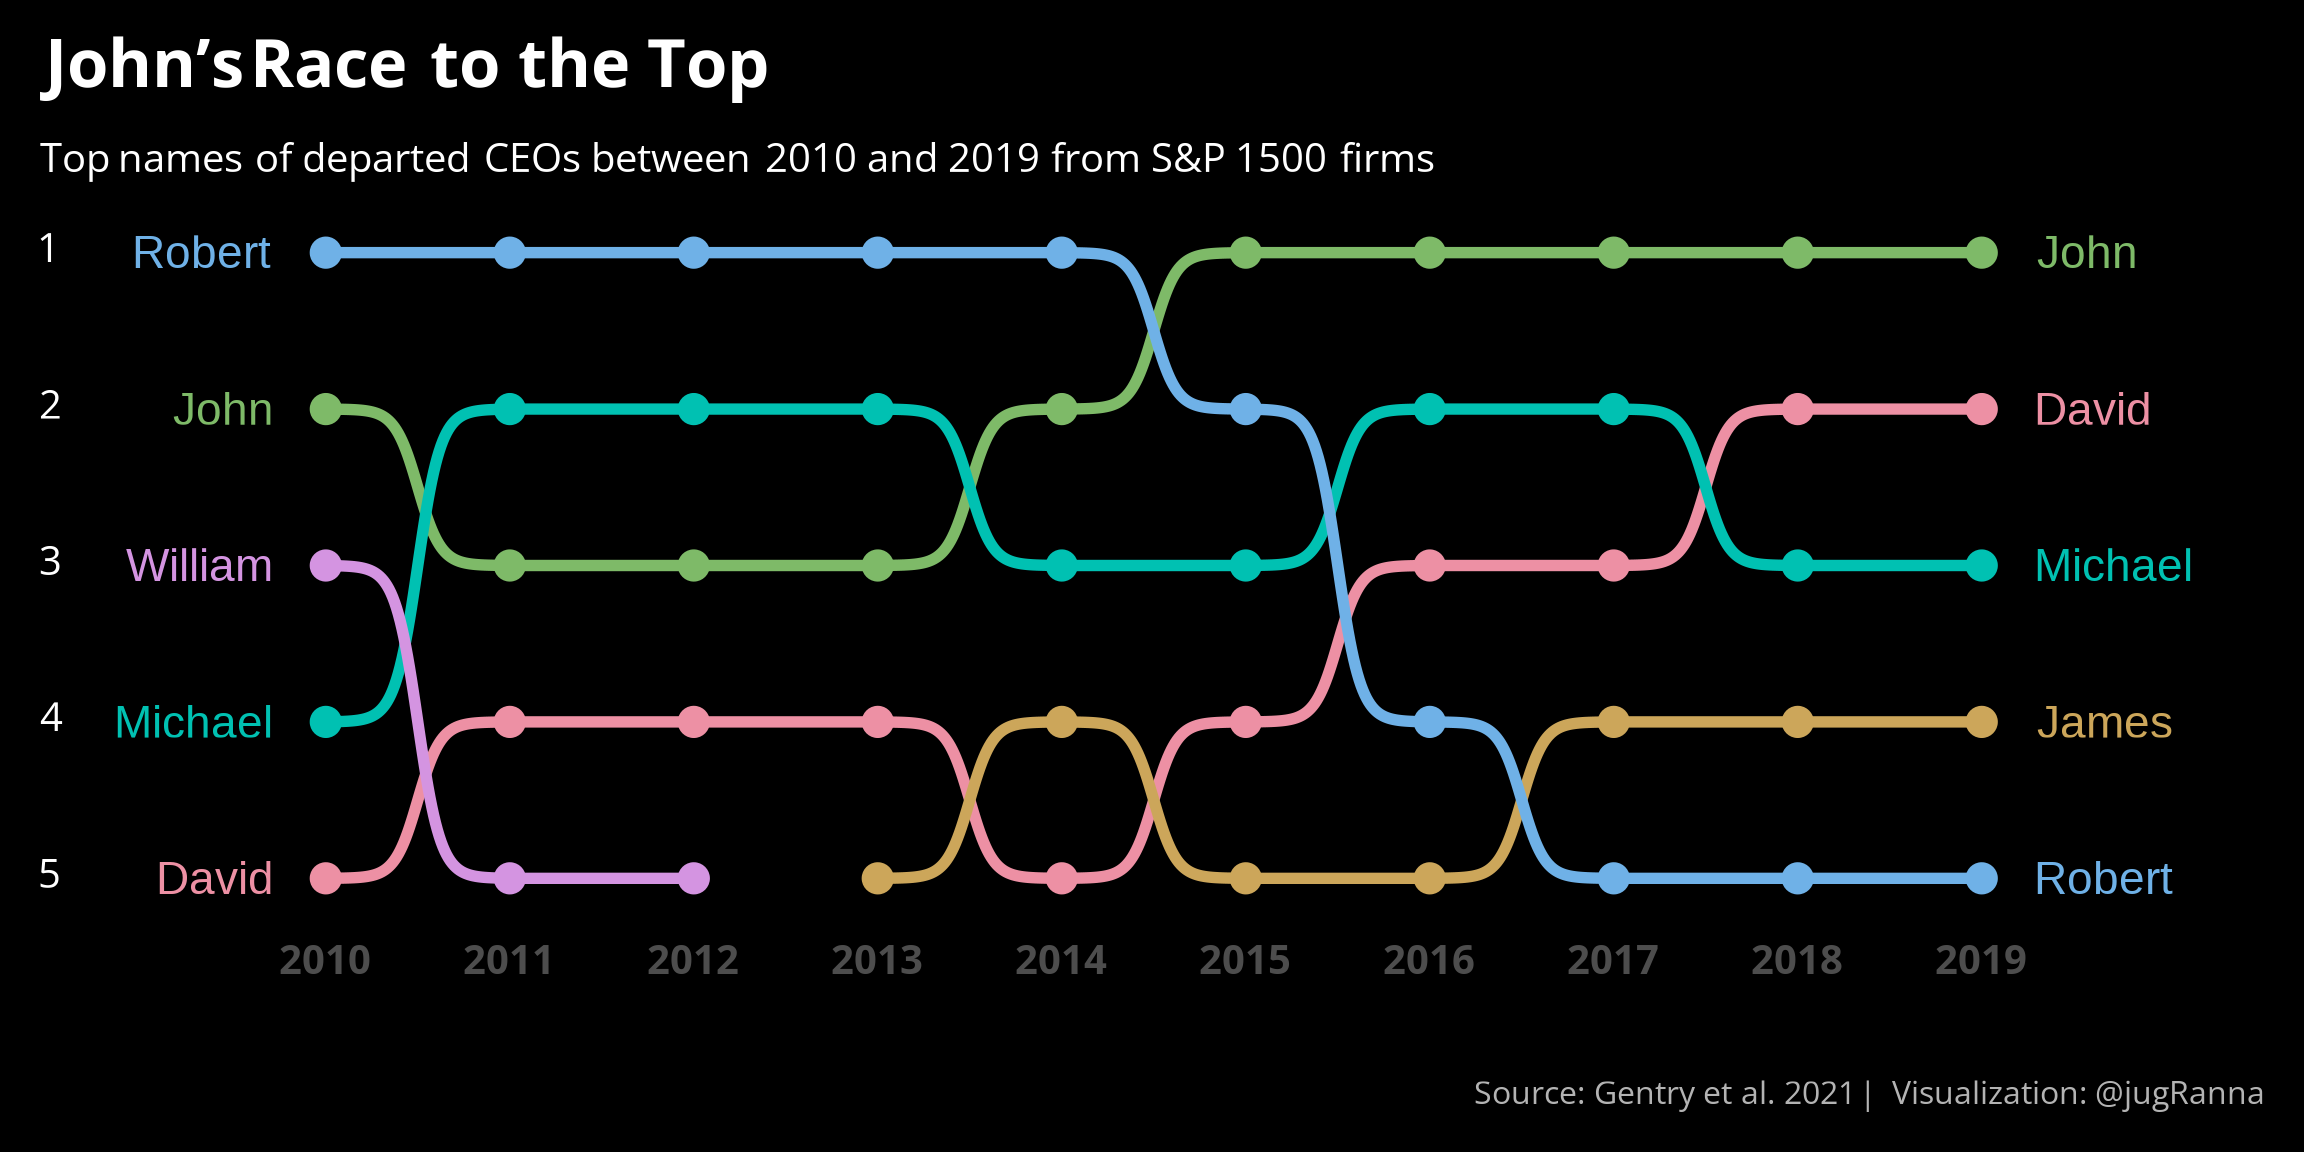 John’s Race to the Top
Top names of departed CEOs between 2010 and 2019 from S&P 1500 firms
1 Robert John
2 John David
3 William Michael
4 Michael James
5 David Robert
2010 2011 2012 2013 2014 2015 2016 2017 2018 2019
Source: Gentry et al. 2021 | Visualization: @jugRanna